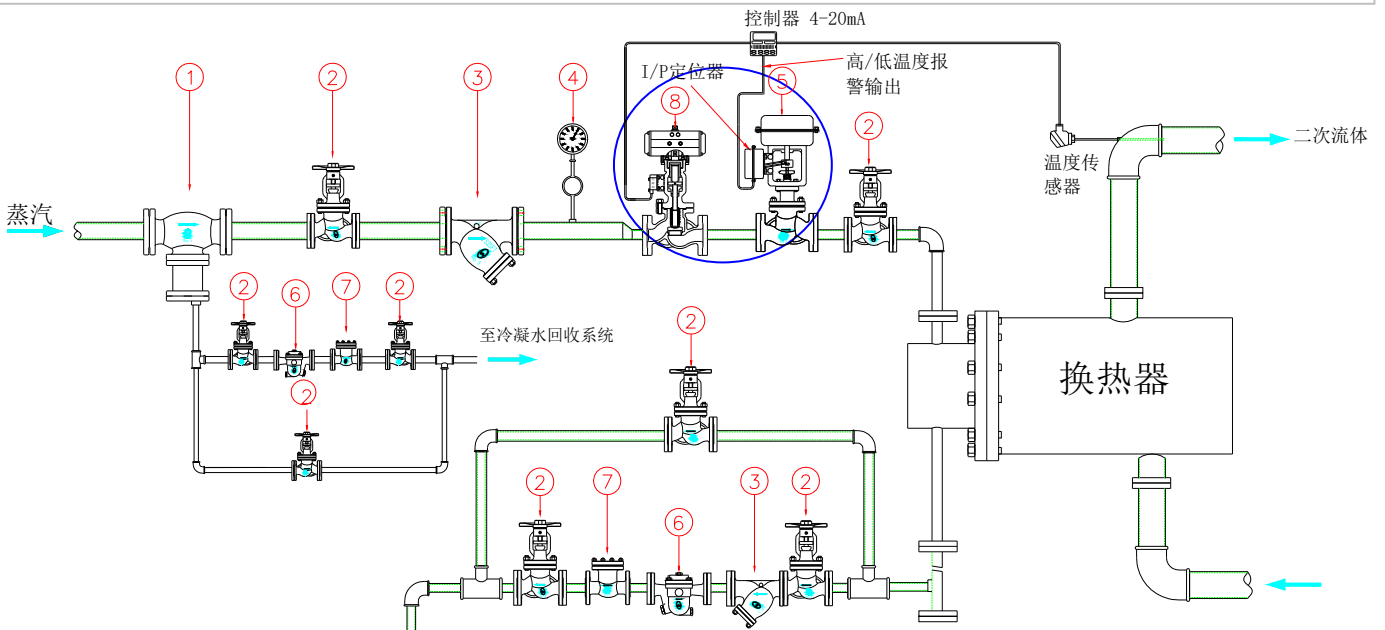 控制器 4-20mA
I/P定位器
高/低温度报
警输出
① ② ③ ④ ⑧ ⑤ ②
二次流体
温度传
感器
蒸汽
② ⑥ ⑦ ②
至冷凝水回收系统
②
②
换热器
② ⑦ ⑥ ③ ②